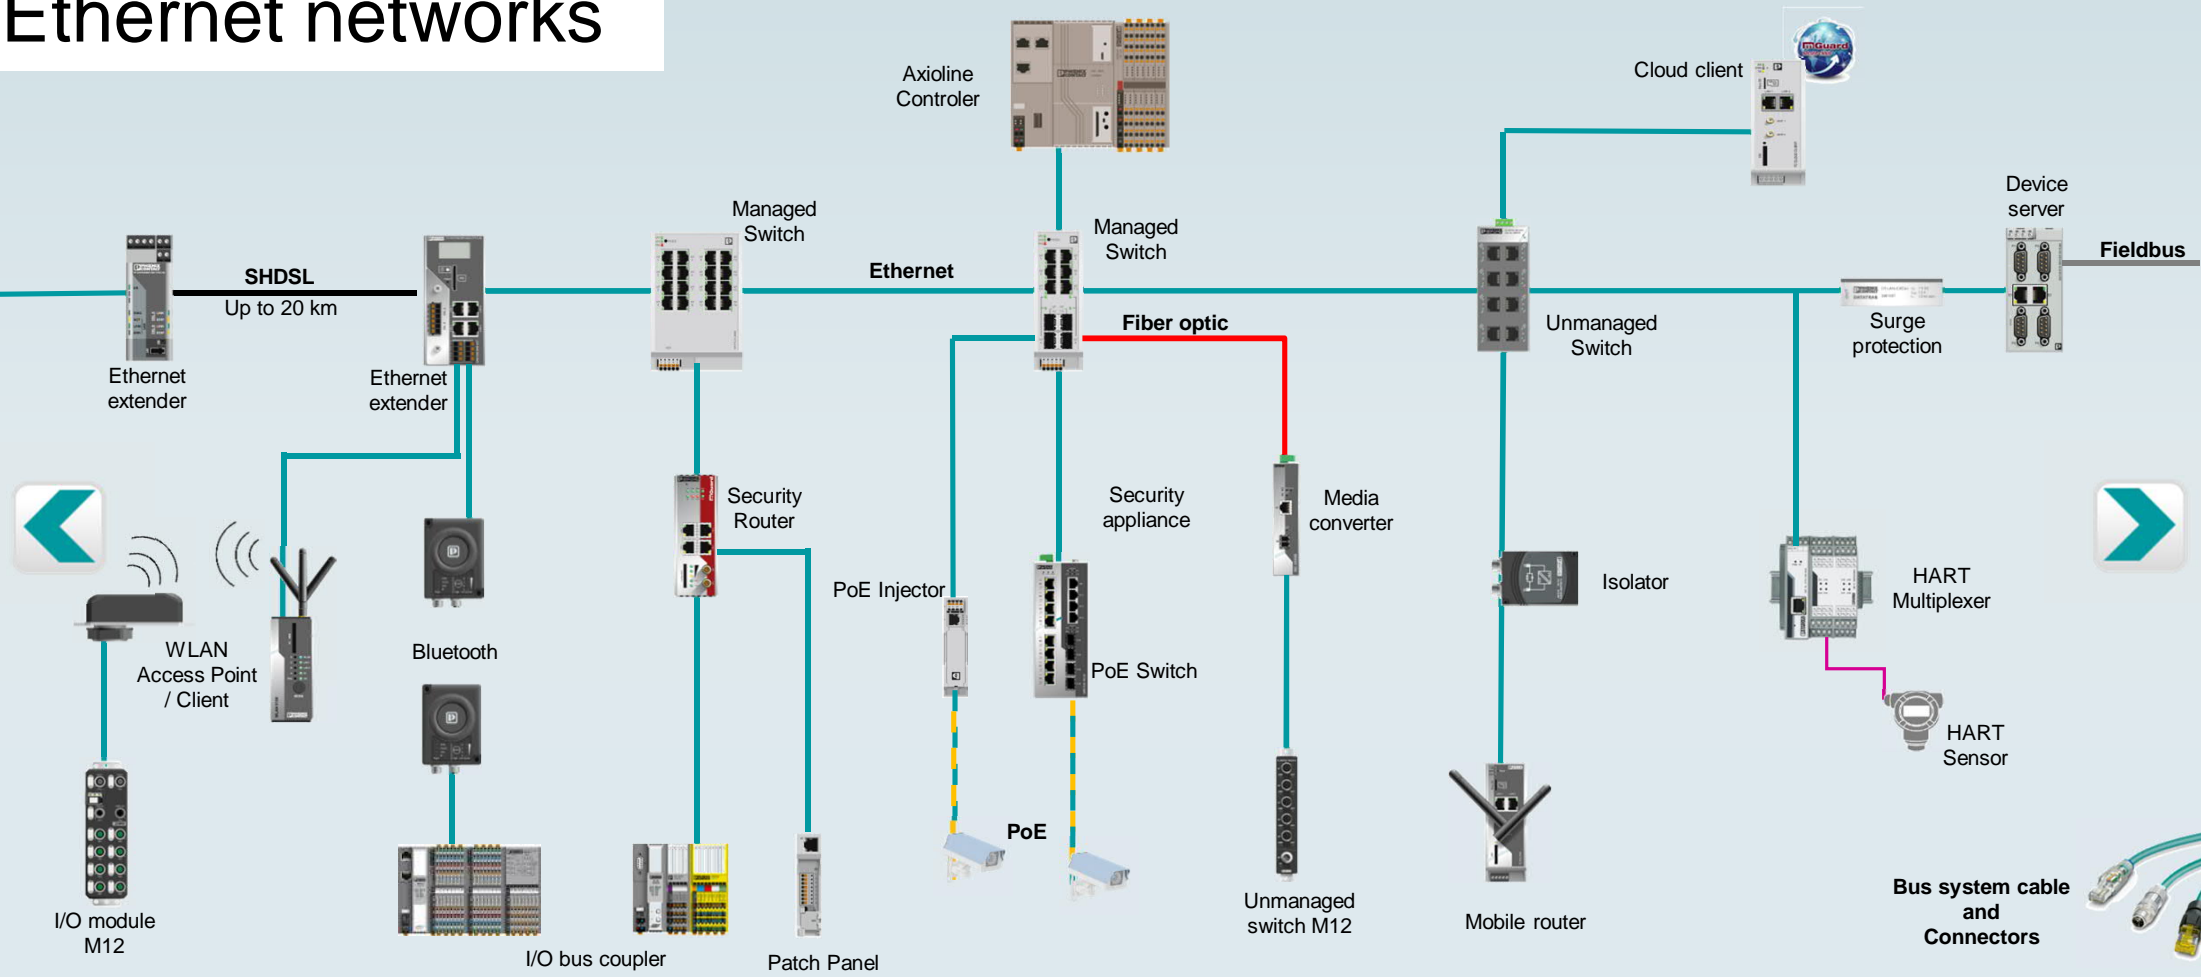 Ethernet networks
Axioline
Controler
Cloud client
mGuard
Device
server
Managed
Switch
Managed
Switch
Fieldbus
SHDSL
Up to 20 km
Ethernet
Fiber optic
Unmanaged
Switch
Surge
protection
Ethernet
extender
Ethernet
extender
Security
Router
Security
appliance
Media
converter
PoE Injector
Isolator
HART
Multiplexer
WLAN
Access Point
/ Client
Bluetooth
PoE Switch
HART
Sensor
PoE
I/O module
M12
I/O bus coupler
Patch Panel
Unmanaged
switch M12
Mobile router
Bus system cable
and
Connectors